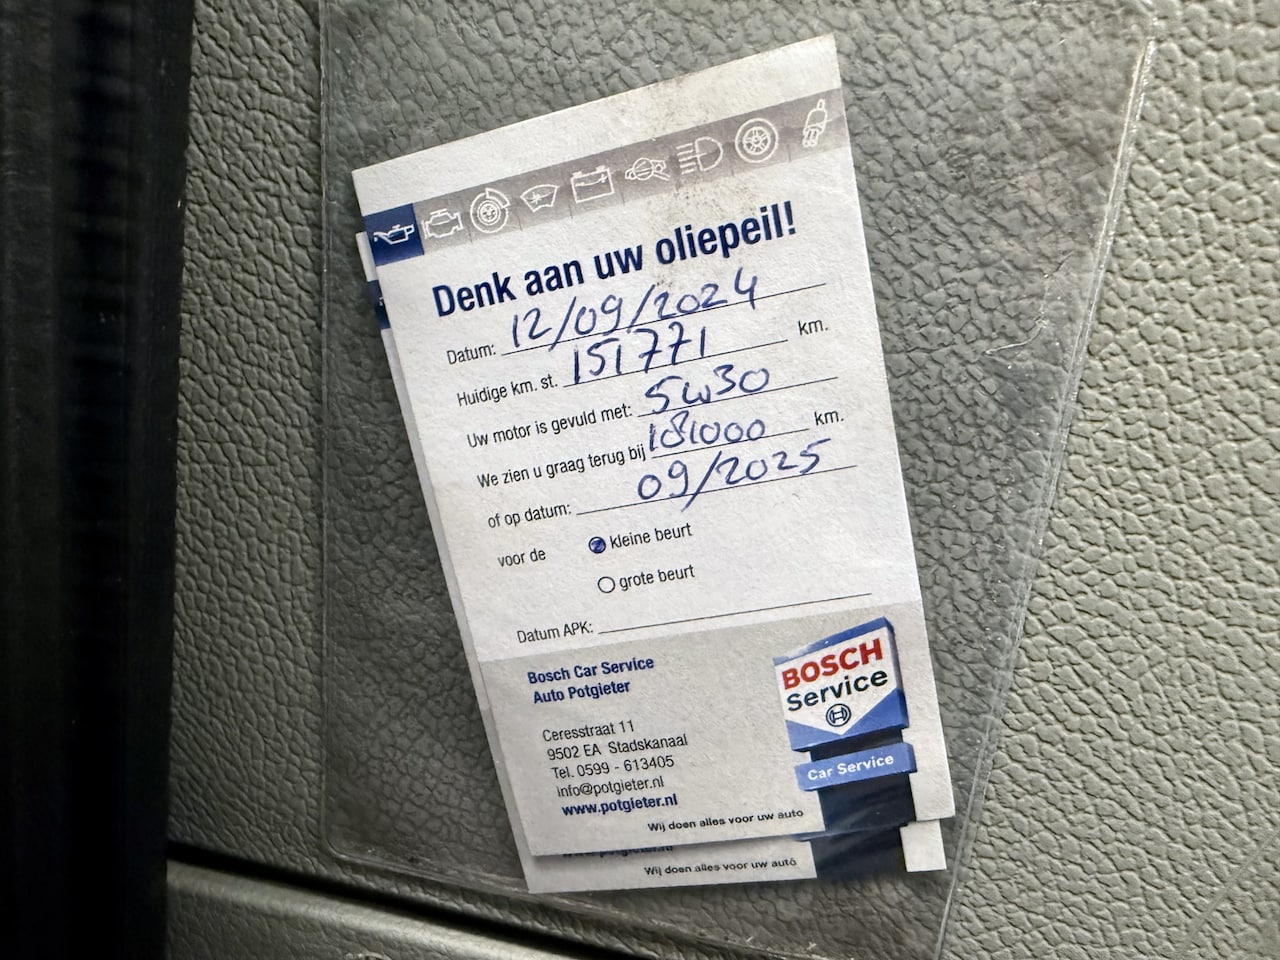 Denk aan uw oliepeil!
Datum: 12/09/2024
Huidige km. st. 151771 km.
Uw motor is gevuld met: 5w30
We zien u graag terug bij 181000 km.
of op datum: 09/2025
voor de kleine beurt
grote beurt
Datum APK:
Bosch Car Service
Auto Potgieter
Ceresstraat 11
9502 EA Stadskanaal
Tel. 0599 - 613405
info@potgieter.nl
www.potgieter.nl
Wij doen alles voor uw auto
BOSCH
Service
Car Service
www.potgieter.nl
Wij doen alles voor uw auto